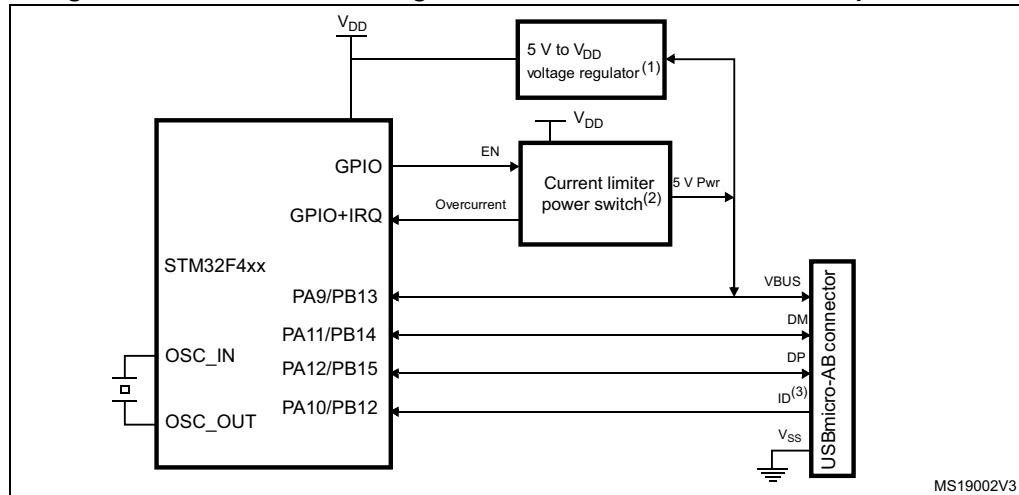 V_DD
5 V to V_DD
voltage regulator(1)
V_DD
GPIO
EN
Current limiter
power switch(2)
5 V Pwr
GPIO+IRQ
Overcurrent
STM32F4xx
PA9/PB13
VBUS
PA11/PB14
DM
OSC_IN
PA12/PB15
DP
PA10/PB12
ID(3)
OSC_OUT
V_SS
USBmicro-AB connector
MS19002V3